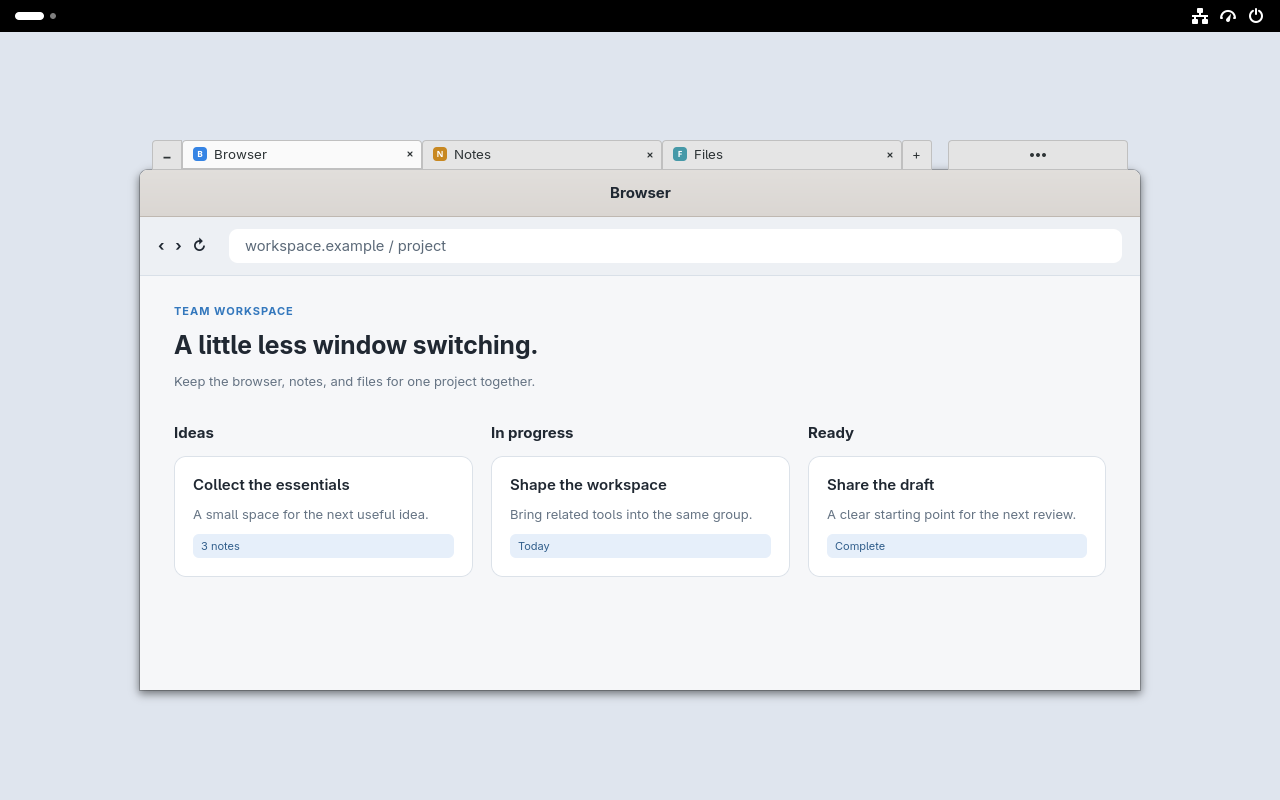 B Browser × N Notes × F Files × + •••
Browser
workspace.example / project
TEAM WORKSPACE
A little less window switching.
Keep the browser, notes, and files for one project together.
Ideas
In progress
Ready
Collect the essentials
A small space for the next useful idea.
3 notes
Shape the workspace
Bring related tools into the same group.
Today
Share the draft
A clear starting point for the next review.
Complete